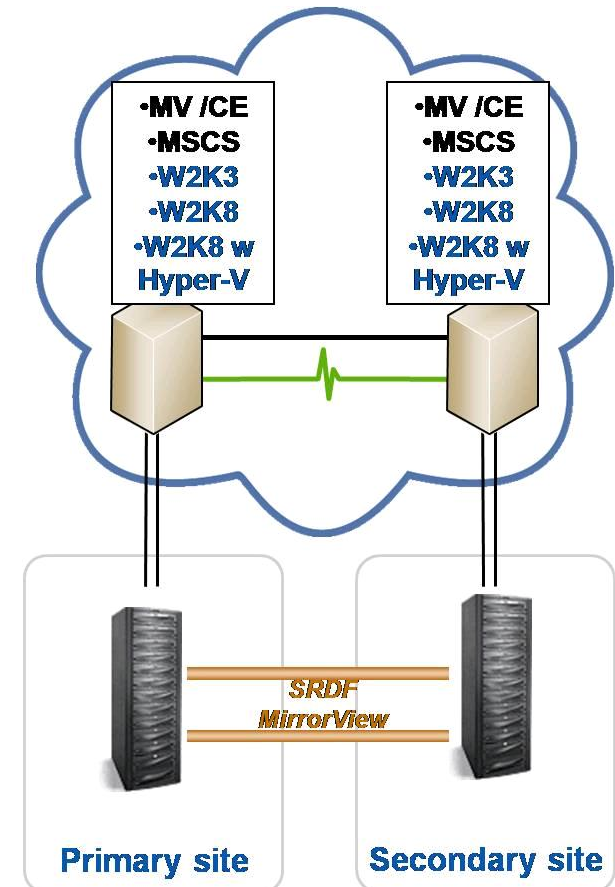 •MV /CE
•MSCS
•W2K3
•W2K8
•W2K8 w
Hyper-V
•MV /CE
•MSCS
•W2K3
•W2K8
•W2K8 w
Hyper-V
SRDF
MirrorView
Primary site
Secondary site